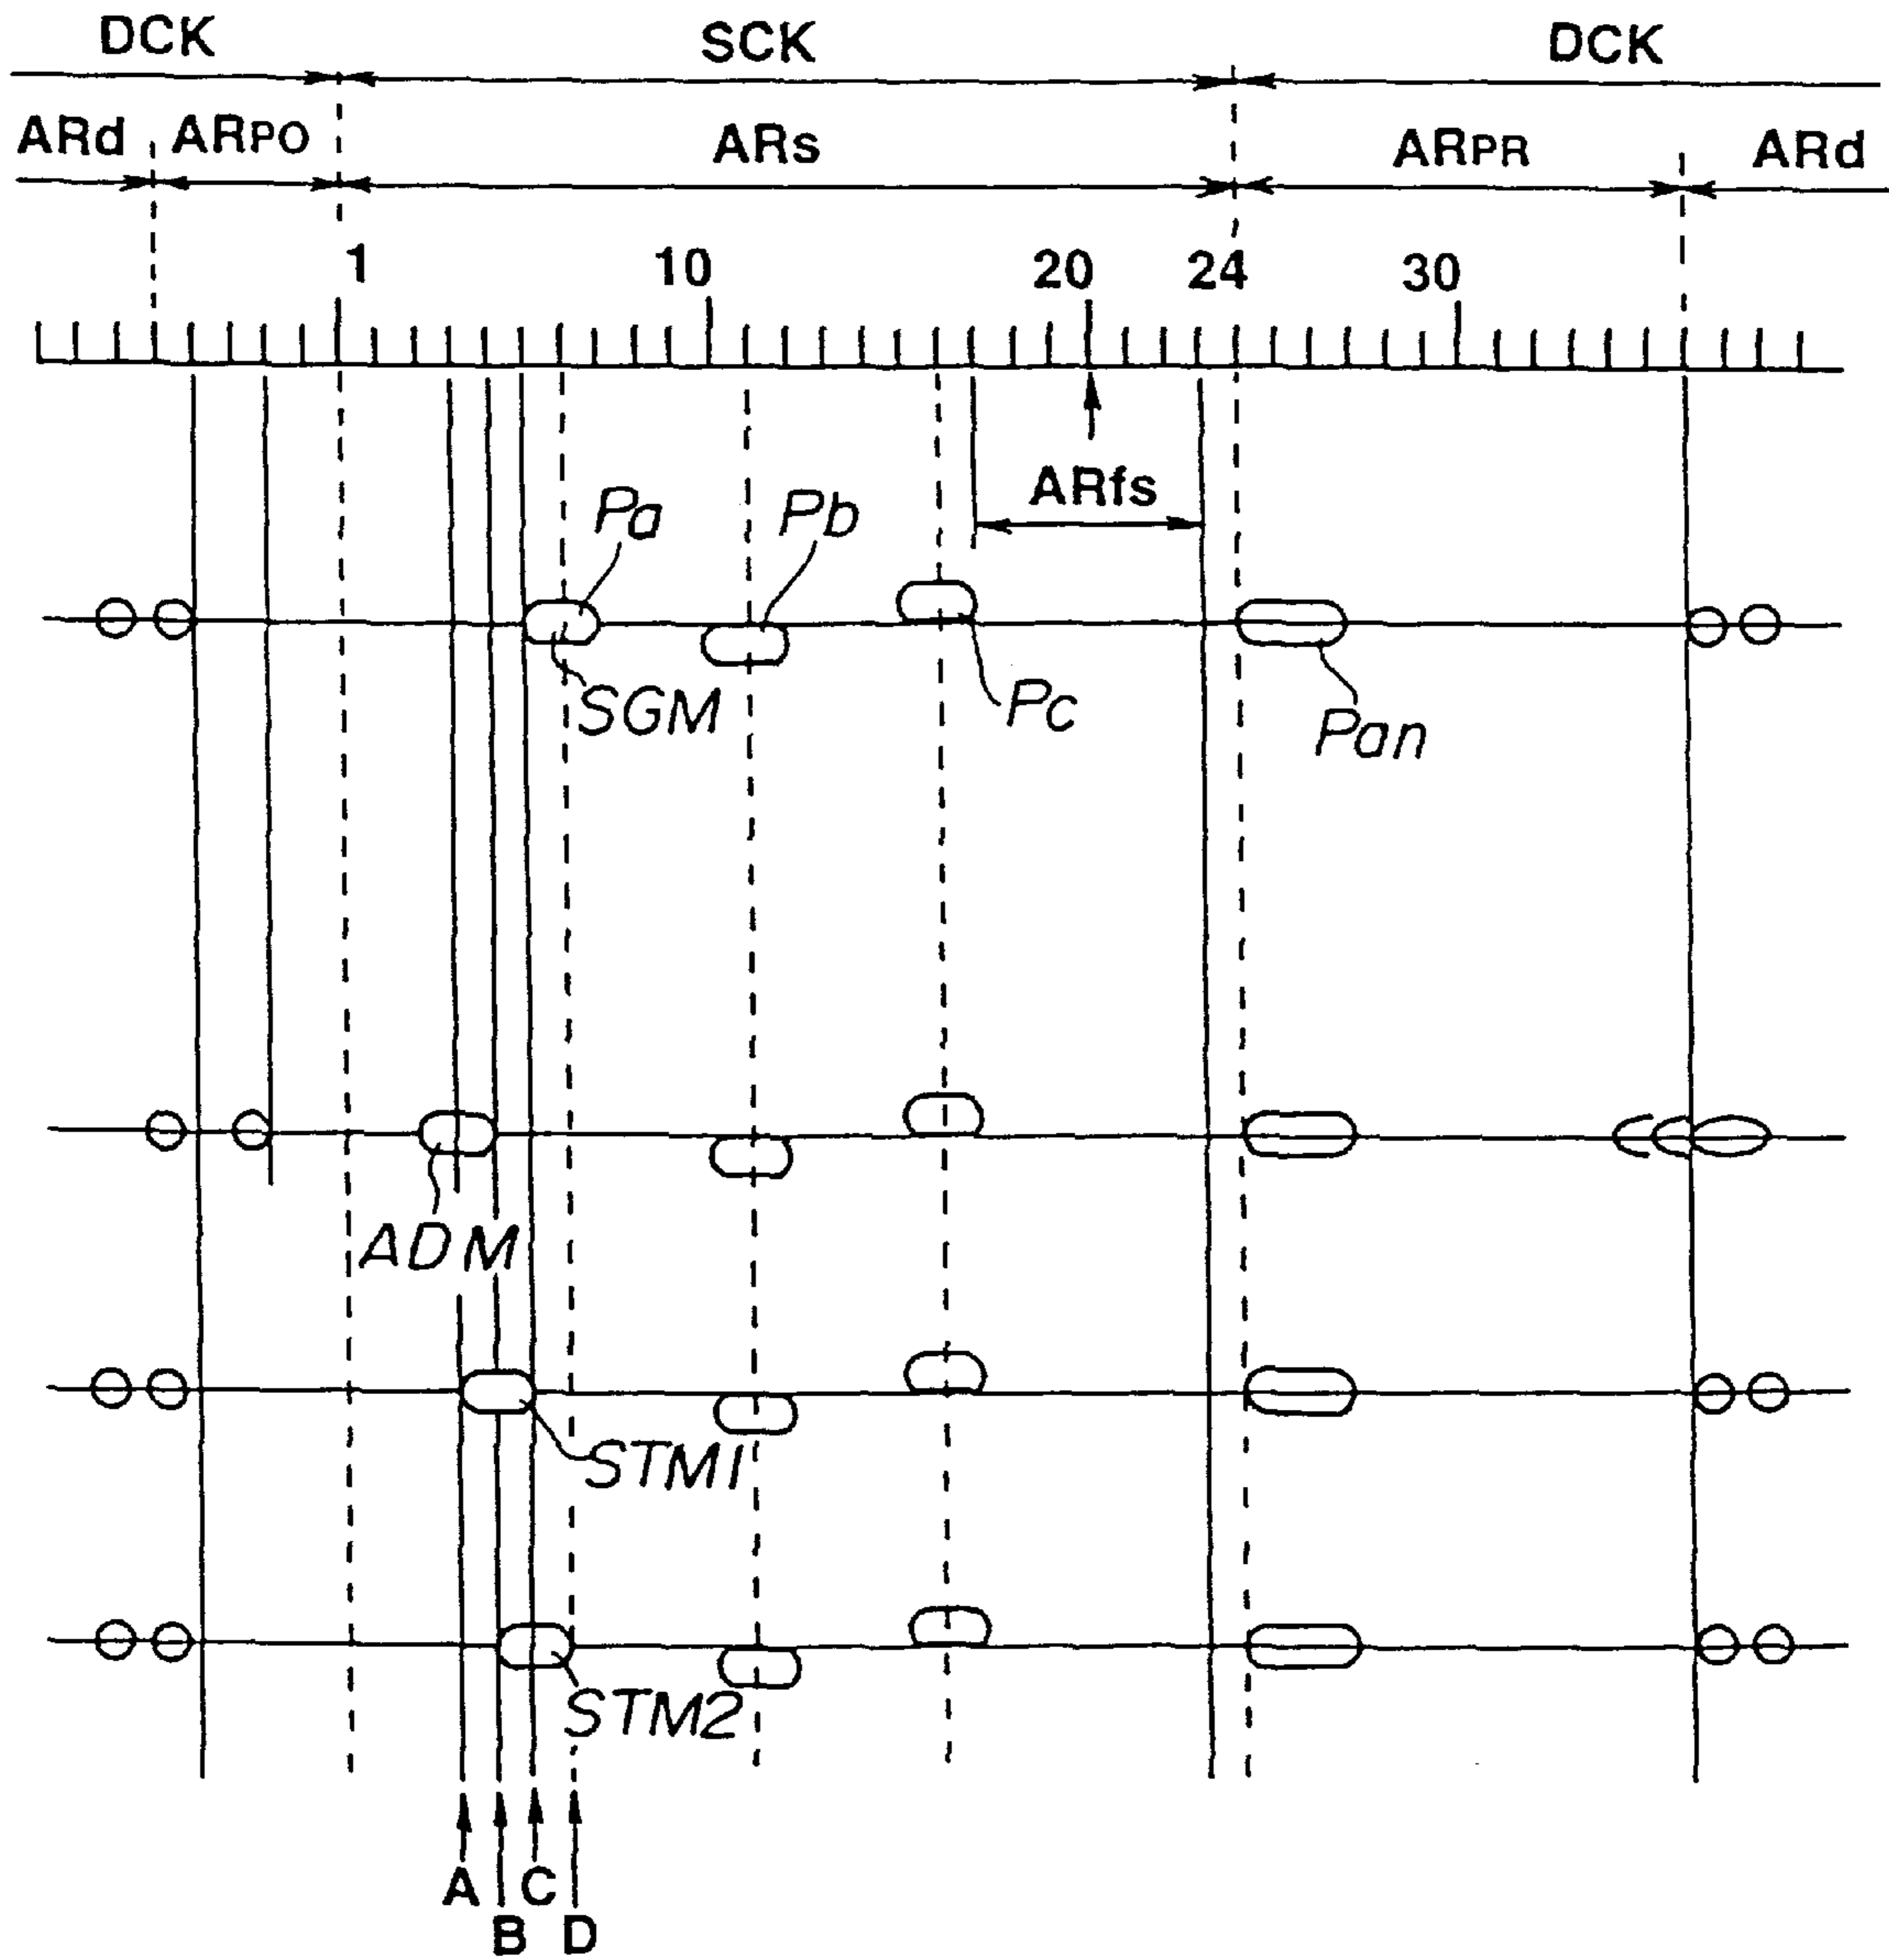 DCK SCK DCK
ARd ARPO ARs ARPR ARd
1 10 20 24 30
ARfs
Pa Pb
SGM Pc Pan
ADM
STM1
STM2
A C
B D